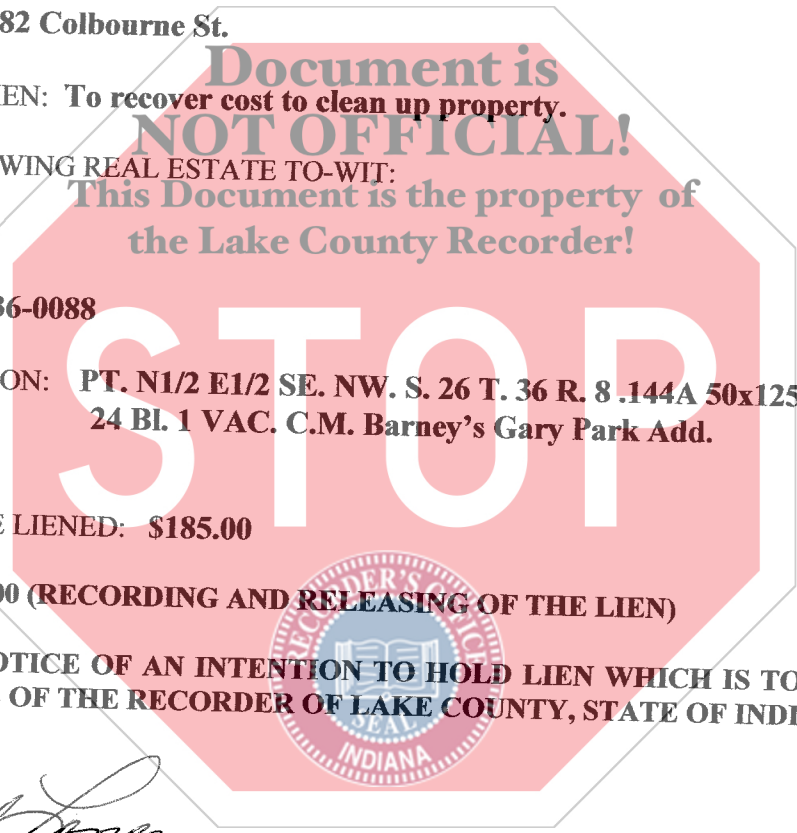 82 Colbourne St.
Document is
EN: To recover cost to clean up property.
NOT OFFICIAL!
WING REAL ESTATE TO-WIT:
This Document is the property of
the Lake County Recorder!
36-0088
STOP
ON: PT. N1/2 E1/2 SE. NW. S. 26 T. 36 R. 8 .144A 50x125
24 Bl. 1 VAC. C.M. Barney's Gary Park Add.
E LIENED: $185.00
00 (RECORDING AND RELEASING OF THE LIEN)
RECORDER'S OFFICE
OTICE OF AN INTENTION TO HOLD LIEN WHICH IS TO
E OF THE RECORDER OF LAKE COUNTY, STATE OF INDI
SEAL
INDIANA